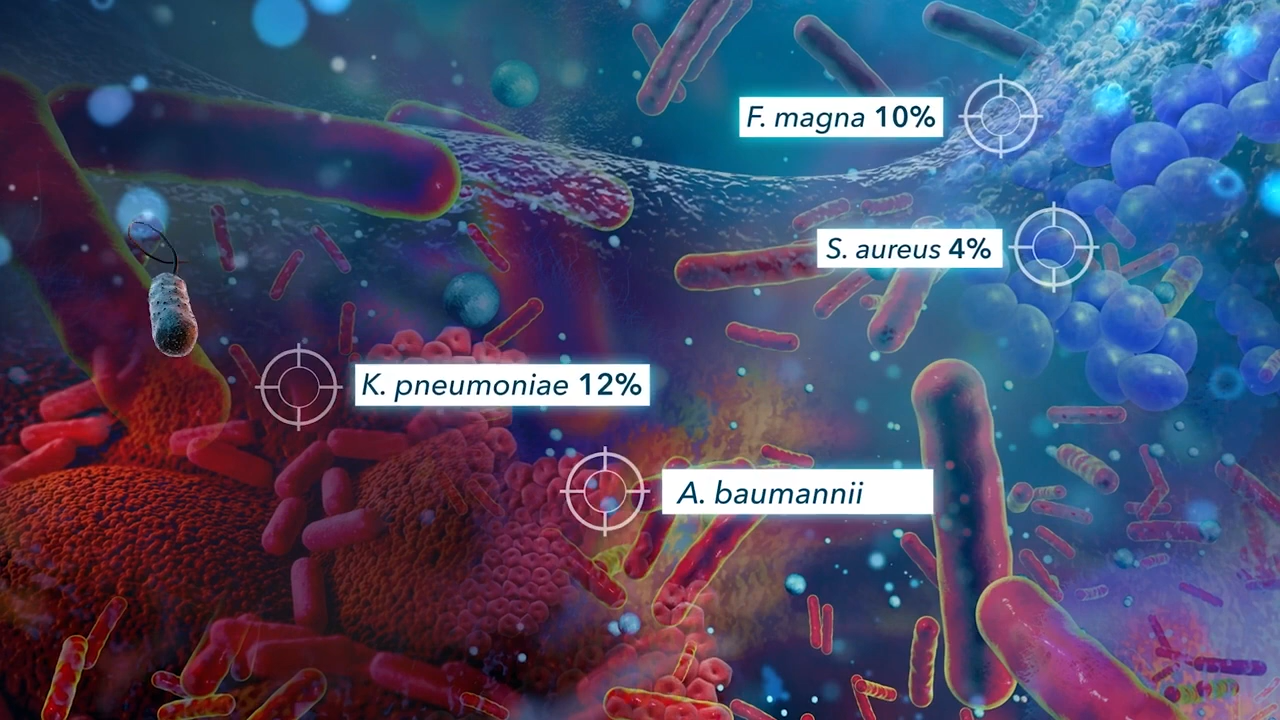 F. magna 10%
S. aureus 4%
K. pneumoniae 12%
A. baumannii